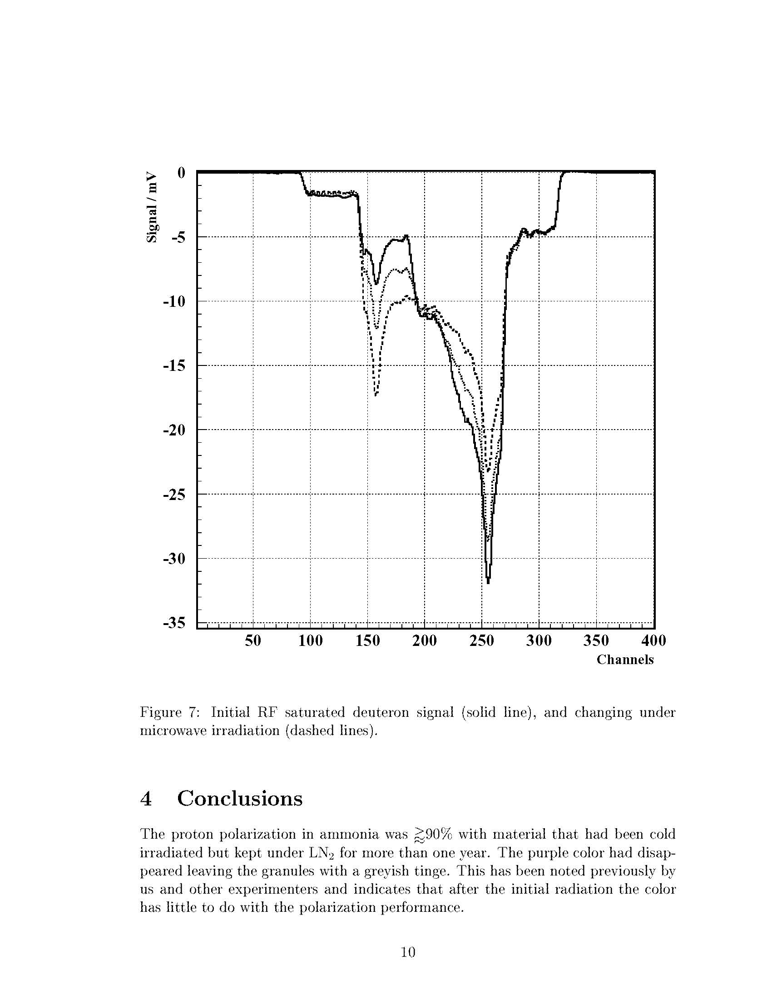 Signal / mV
0
-5
-10
-15
-20
-25
-30
-35
50 100 150 200 250 300 350 400
Channels
Figure 7: Initial RF saturated deuteron signal (solid line), and changing under
microwave irradiation (dashed lines).
4 Conclusions
The proton polarization in ammonia was ⪆90% with material that had been cold
irradiated but kept under LN₂ for more than one year. The purple color had disap-
peared leaving the granules with a greyish tinge. This has been noted previously by
us and other experimenters and indicates that after the initial radiation the color
has little to do with the polarization performance.
10